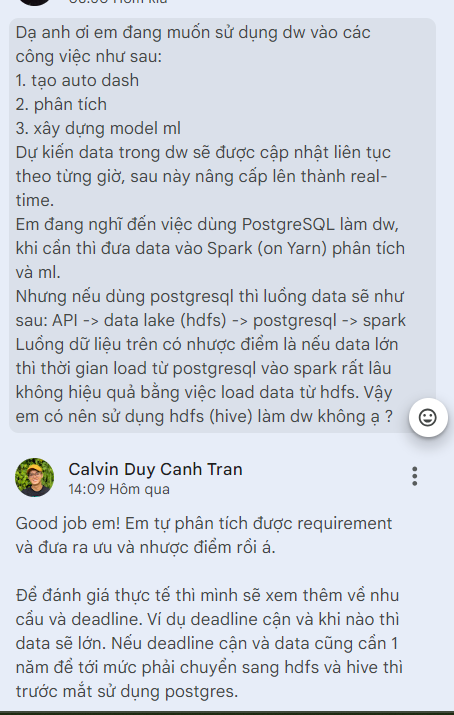 Dạ anh ơi em đang muốn sử dụng dw vào các
công việc như sau:
1. tạo auto dash
2. phân tích
3. xây dựng model ml
Dự kiến data trong dw sẽ được cập nhật liên tục
theo từng giờ, sau này nâng cấp lên thành real-
time.
Em đang nghĩ đến việc dùng PostgreSQL làm dw,
khi cần thì đưa data vào Spark (on Yarn) phân tích
và ml.
Nhưng nếu dùng postgresql thì luồng data sẽ như
sau: API -> data lake (hdfs) -> postgresql -> spark
Luồng dữ liệu trên có nhược điểm là nếu data lớn
thì thời gian load từ postgresql vào spark rất lâu
không hiệu quả bằng việc load data từ hdfs. Vậy
em có nên sử dụng hdfs (hive) làm dw không ạ ?
Calvin Duy Canh Tran
14:09 Hôm qua
Good job em! Em tự phân tích được requirement
và đưa ra ưu và nhược điểm rồi á.
Để đánh giá thực tế thì mình sẽ xem thêm về nhu
cầu và deadline. Ví dụ deadline cận và khi nào thì
data sẽ lớn. Nếu deadline cận và data cũng cần 1
năm để tới mức phải chuyển sang hdfs và hive thì
trước mắt sử dụng postgres.